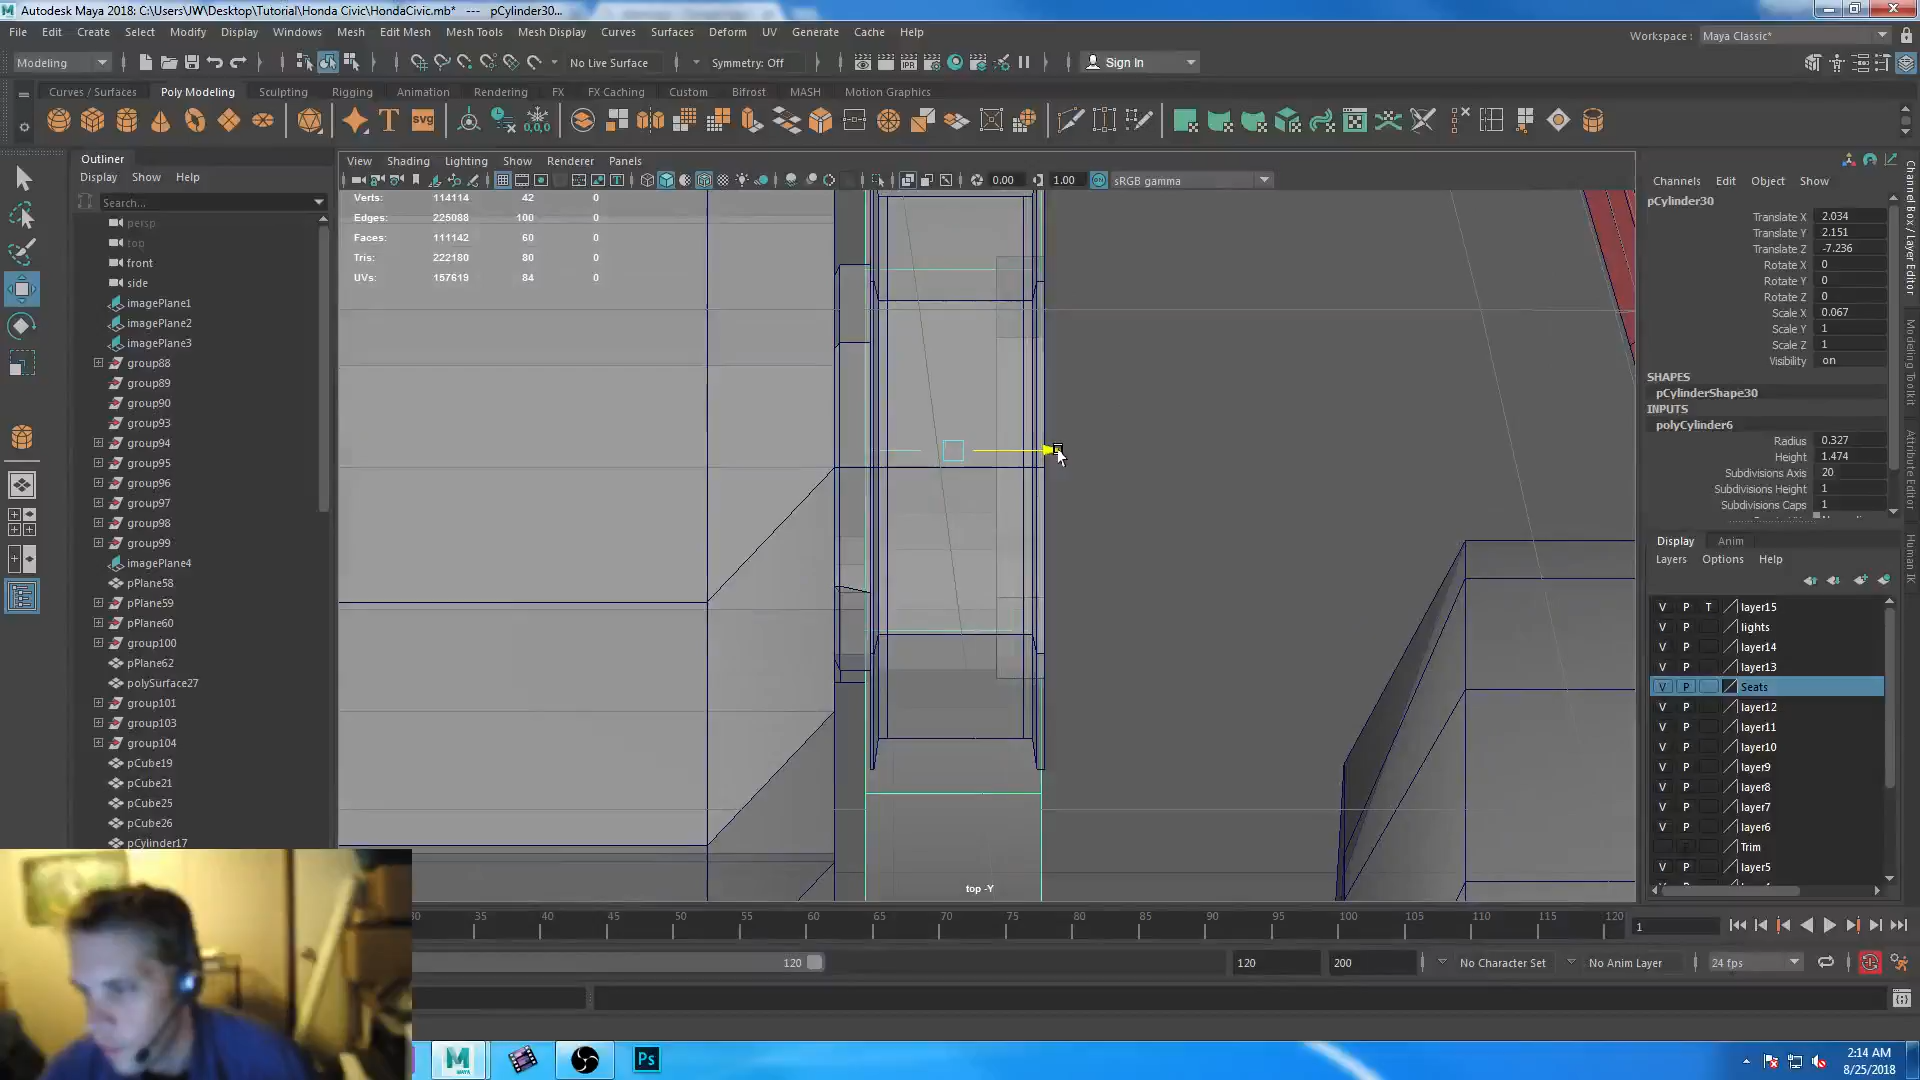 Autodesk Maya 2018: C:\Users\JW\Desktop\Tutorial\Honda Civic\HondaCivic.mb* --- pCylinder30...
File Edit Create Select Modify Display Windows Mesh Edit Mesh Mesh Tools Mesh Display Curves Surfaces Deform UV Generate Cache Help
Workspace : Maya Classic*
Modeling No Live Surface Symmetry: Off Sign In
Curves / Surfaces Poly Modeling Sculpting Rigging Animation Rendering FX FX Caching Custom Bifrost MASH Motion Graphics
Outliner
Display Show Help
Search...
persp
top
front
side
imagePlane1
imagePlane2
imagePlane3
group88
group89
group90
group93
group94
group95
group96
group97
group98
group99
imagePlane4
pPlane58
pPlane59
pPlane60
group100
pPlane62
polySurface27
group101
group103
group104
pCube19
pCube21
pCube25
pCube26
pCylinder17
View Shading Lighting Show Renderer Panels
0.00 1.00 sRGB gamma
Verts: 114114 42 0
Edges: 225088 100 0
Faces: 111142 60 0
Tris: 222180 80 0
UVs: 157619 84 0
top -Y
Channels Edit Object Show
pCylinder30
Translate X 2.034
Translate Y 2.151
Translate Z -7.236
Rotate X 0
Rotate Y 0
Rotate Z 0
Scale X 0.067
Scale Y 1
Scale Z 1
Visibility on
SHAPES
pCylinderShape30
INPUTS
polyCylinder6
Radius 0.327
Height 1.474
Subdivisions Axis 20
Subdivisions Height 1
Subdivisions Caps 1
Display Anim
Layers Options Help
V P T layer15
V P lights
V P layer14
V P layer13
V P Seats
V P layer12
V P layer11
V P layer10
V P layer9
V P layer8
V P layer7
V P layer6
Trim
V P layer5
Channel Box / Layer Editor
Modeling Toolkit
Attribute Editor
Human IK
30 35 40 45 50 55 60 65 70 75 80 85 90 95 100 105 110 115 120
1
120 120 200 No Character Set No Anim Layer 24 fps
Ps
2:14 AM
8/25/2018